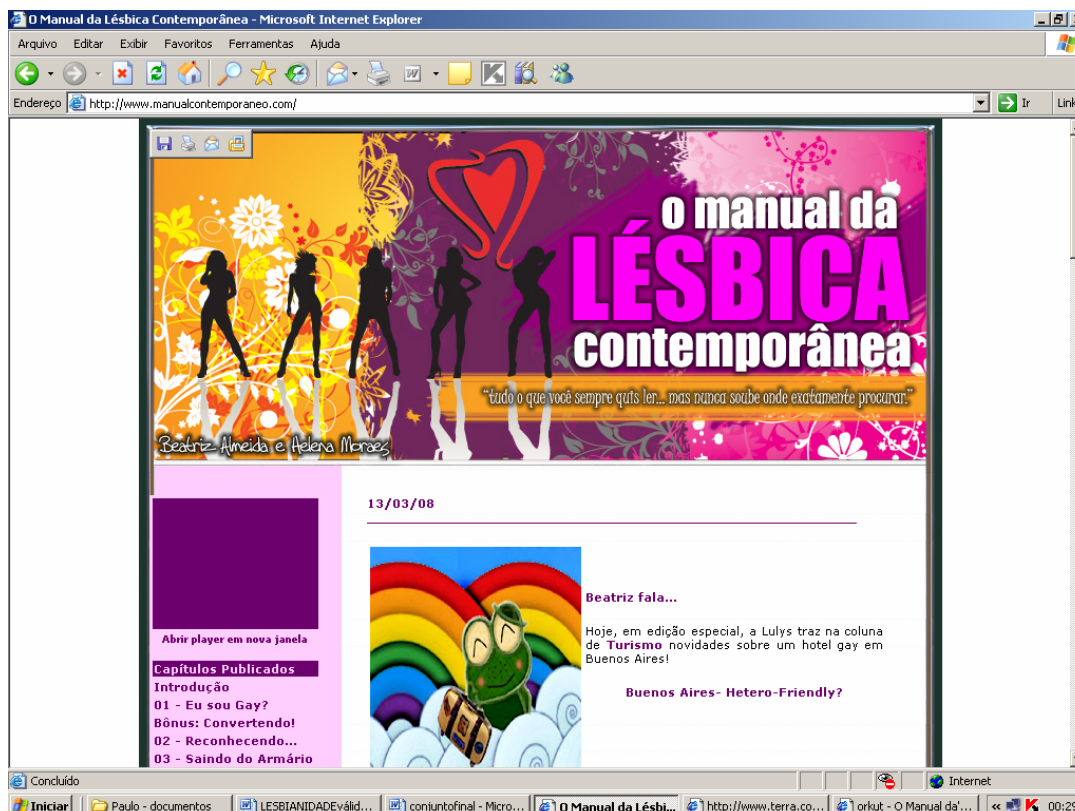 O Manual da Lésbica Contemporânea - Microsoft Internet Explorer
Arquivo Editar Exibir Favoritos Ferramentas Ajuda
Endereço http://www.manualcontemporaneo.com/ Ir Link
o manual da
LÉSBICA
contemporânea
"tudo o que você sempre quis ler... mas nunca soube onde exatamente procurar."
Beatriz Almeida e Helena Moraes
13/03/08
Beatriz fala...
Hoje, em edição especial, a Lulys traz na coluna
de Turismo novidades sobre um hotel gay em
Buenos Aires!
Buenos Aires- Hetero-Friendly?
Abrir player em nova janela
Capítulos Publicados
Introdução
01 - Eu sou Gay?
Bônus: Convertendo!
02 - Reconhecendo...
03 - Saindo do Armário
Concluído Internet
Iniciar Paulo - documentos LESBIANIDADEválid... conjuntofinal - Micro... O Manual da Lésbi... http://www.terra.co... orkut - O Manual da'... « K 00:29